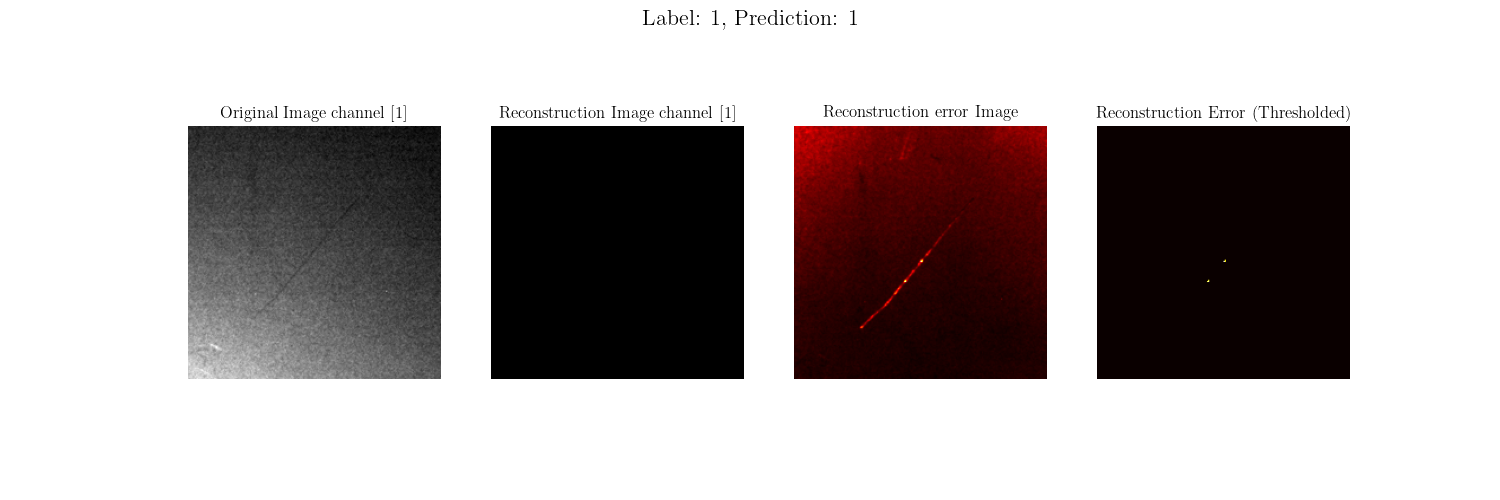 Label: 1, Prediction: 1
Original Image channel [1]
Reconstruction Image channel [1]
Reconstruction error Image
Reconstruction Error (Thresholded)